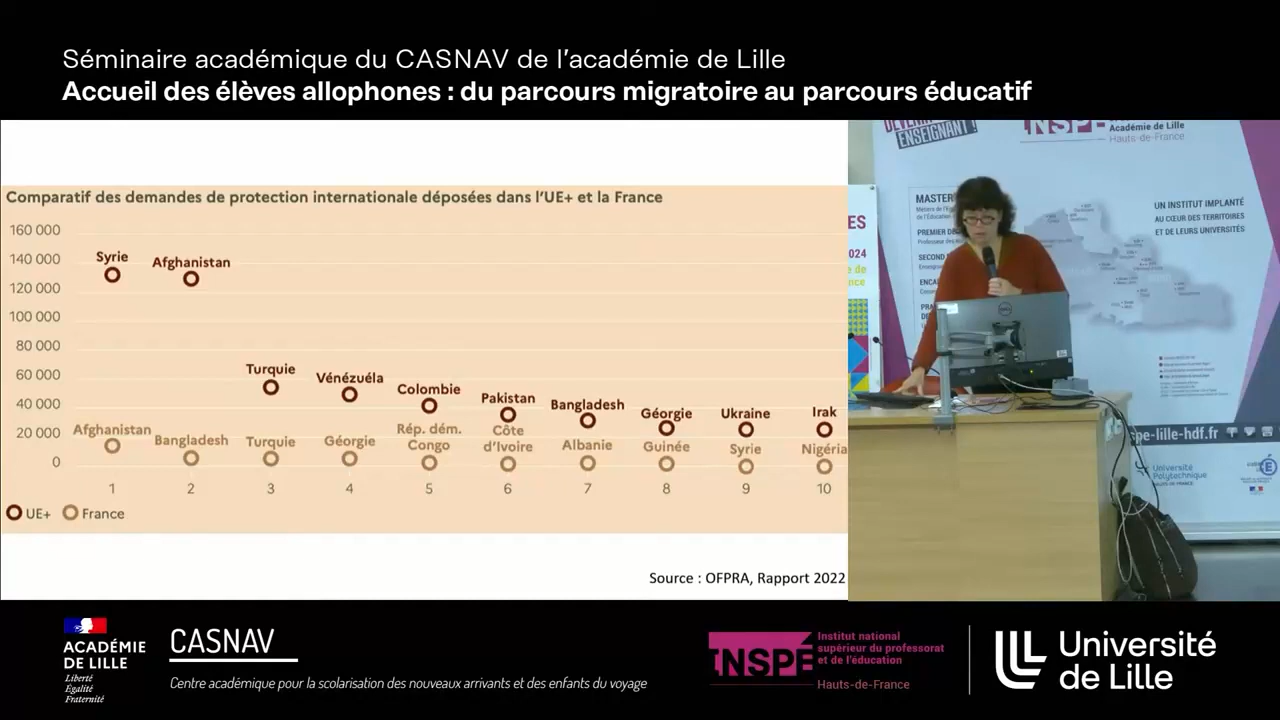 Séminaire académique du CASNAV de l'académie de Lille
Accueil des élèves allophones : du parcours migratoire au parcours éducatif
Comparatif des demandes de protection internationale déposées dans l'UE+ et la France
160 000
140 000
120 000
100 000
80 000
60 000
40 000
20 000
0
Syrie
Afghanistan
Turquie
Vénézuéla
Colombie
Pakistan
Bangladesh
Géorgie
Ukraine
Irak
Afghanistan
Bangladesh
Turquie
Géorgie
Rép. dém.
Congo
Côte
d'Ivoire
Albanie
Guinée
Syrie
Nigéria
1 2 3 4 5 6 7 8 9 10
UE+ France
Source : OFPRA, Rapport 2022
ENSEIGNANT !
Académie de Lille
Hauts-de-France
MASTER
UN INSTITUT IMPLANTÉ
AU CŒUR DES TERRITOIRES
ET DE LEURS UNIVERSITÉS
ES
2024
DELL
spe-lille-hdf.fr
Université
Polytechnique
ACADÉMIE
DE LILLE
Liberté
Égalité
Fraternité
CASNAV
Centre académique pour la scolarisation des nouveaux arrivants et des enfants du voyage
INSPÉ
Institut national
supérieur du professorat
et de l'éducation
Hauts-de-France
Université
de Lille